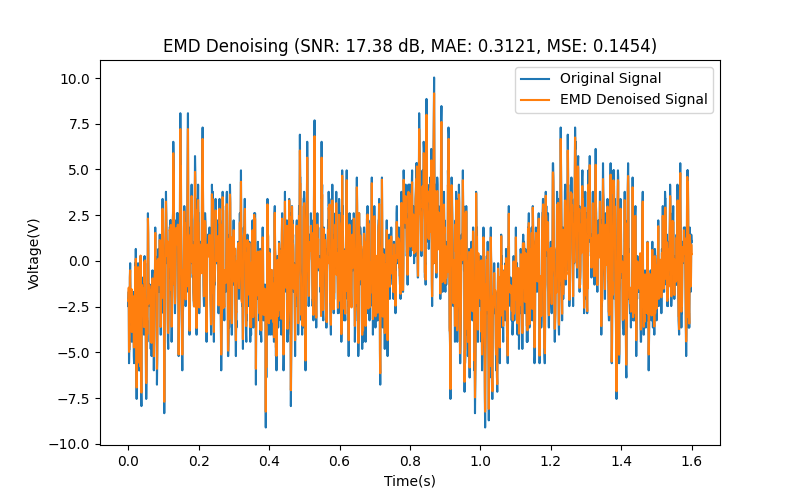 EMD Denoising (SNR: 17.38 dB, MAE: 0.3121, MSE: 0.1454)
Original Signal
EMD Denoised Signal
10.0
7.5
5.0
2.5
0.0
−2.5
−5.0
−7.5
−10.0
Voltage(V)
0.0 0.2 0.4 0.6 0.8 1.0 1.2 1.4 1.6
Time(s)